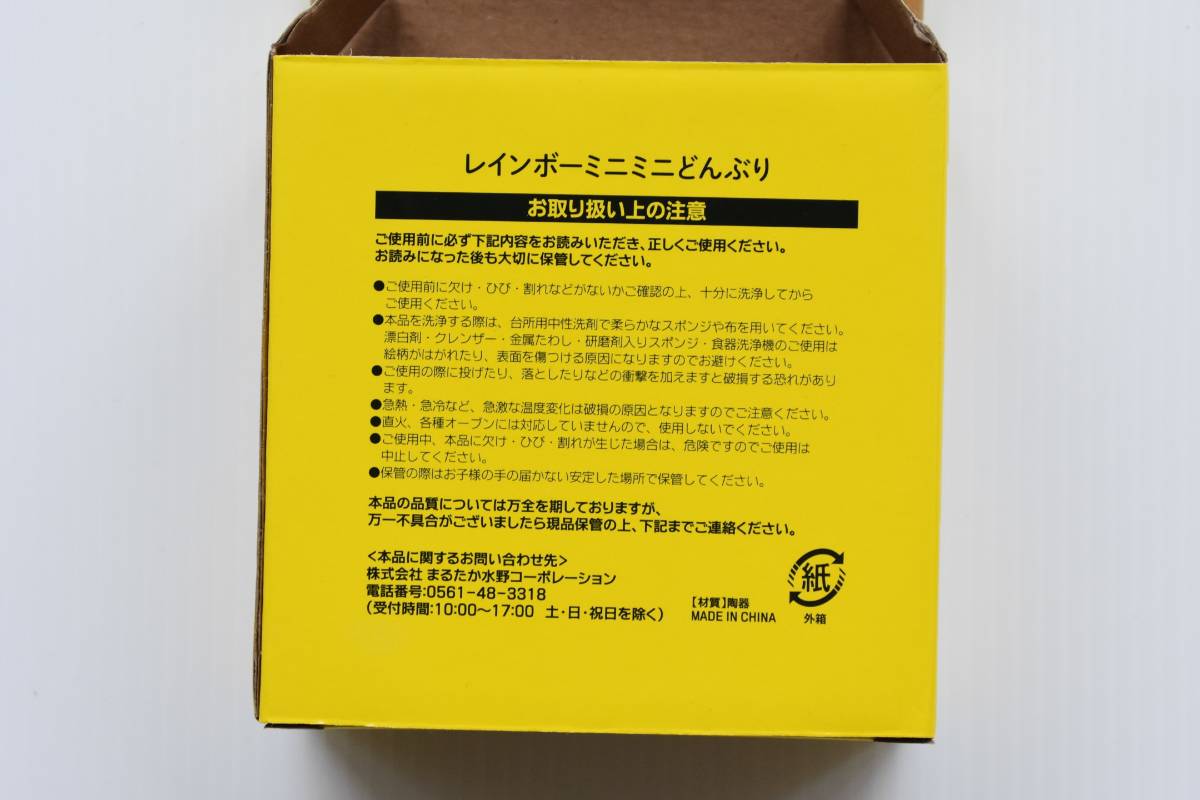 レインボーミニミニどんぶり
お取り扱い上の注意
ご使用前に必ず下記内容をお読みいただき、正しくご使用ください。
お読みになった後も大切に保管してください。
●ご使用前に欠け・ひび・割れなどがないかご確認の上、十分に洗浄してから
ご使用ください。
●本品を洗浄する際は、台所用中性洗剤で柔らかなスポンジや布を用いてください。
漂白剤・クレンザー・金属たわし・研磨剤入りスポンジ・食器洗浄機のご使用は
絵柄がはがれたり、表面を傷つける原因になりますのでお避けください。
●ご使用の際に投げたり、落としたりなどの衝撃を加えますと破損する恐れがあり
ます。
●急熱・急冷など、急激な温度変化は破損の原因となりますのでご注意ください。
●直火、各種オーブンには対応していませんので、使用しないでください。
●ご使用中、本品に欠け・ひび・割れが生じた場合は、危険ですのでご使用は
中止してください。
●保管の際はお子様の手の届かない安定した場所で保管してください。
本品の品質については万全を期しておりますが、
万一不具合がございましたら現品保管の上、下記までご連絡ください。
<本品に関するお問い合わせ先>
株式会社 まるたか水野コーポレーション
電話番号:0561-48-3318
(受付時間:10:00〜17:00 土・日・祝日を除く)
【材質】陶器
MADE IN CHINA
紙
外箱